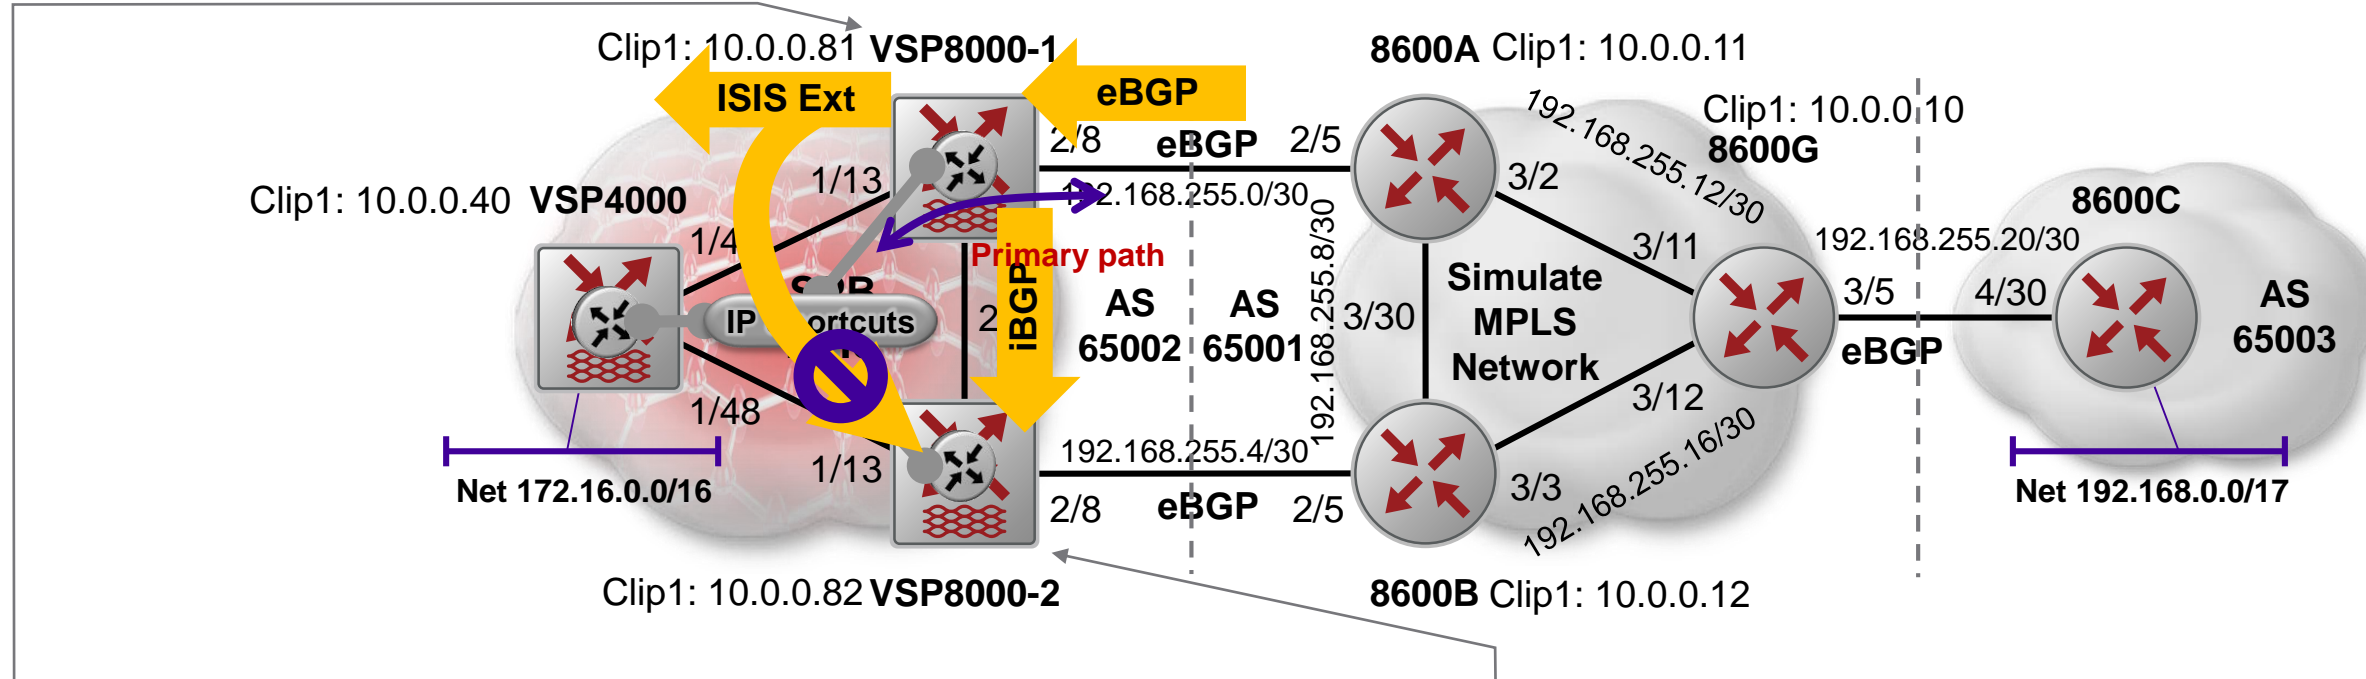 Clip1: 10.0.0.81 VSP8000-1
8600A Clip1: 10.0.0.11
ISIS Ext
eBGP
Clip1: 10.0.0.10
8600G
192.168.255.12/30
2/8
eBGP
2/5
1/13
3/2
Clip1: 10.0.0.40 VSP4000
192.168.255.0/30
8600C
1/4
3/11
192.168.255.20/30
Primary path
192.168.255.8/30
iBGP
Simulate
MPLS
Network
AS
65002
AS
65001
3/30
3/5
4/30
AS
65003
IP Shortcuts
2
eBGP
1/48
3/12
192.168.255.4/30
1/13
192.168.255.16/30
Net 172.16.0.0/16
3/3
Net 192.168.0.0/17
2/8
eBGP
2/5
Clip1: 10.0.0.82 VSP8000-2
8600B Clip1: 10.0.0.12